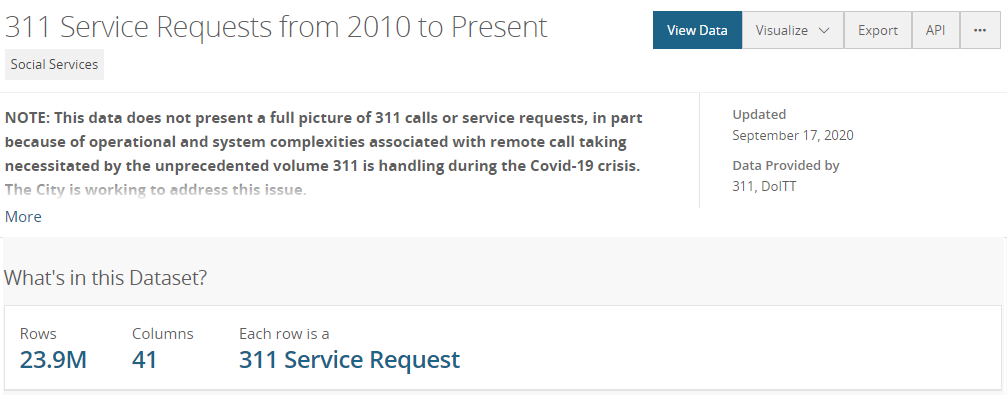 311 Service Requests from 2010 to Present
View Data
Visualize
Export
API
Social Services
NOTE: This data does not present a full picture of 311 calls or service requests, in part
because of operational and system complexities associated with remote call taking
necessitated by the unprecedented volume 311 is handling during the Covid-19 crisis.
The City is working to address this issue.
More
Updated
September 17, 2020
Data Provided by
311, DoITT
What's in this Dataset?
Rows
23.9M
Columns
41
Each row is a
311 Service Request